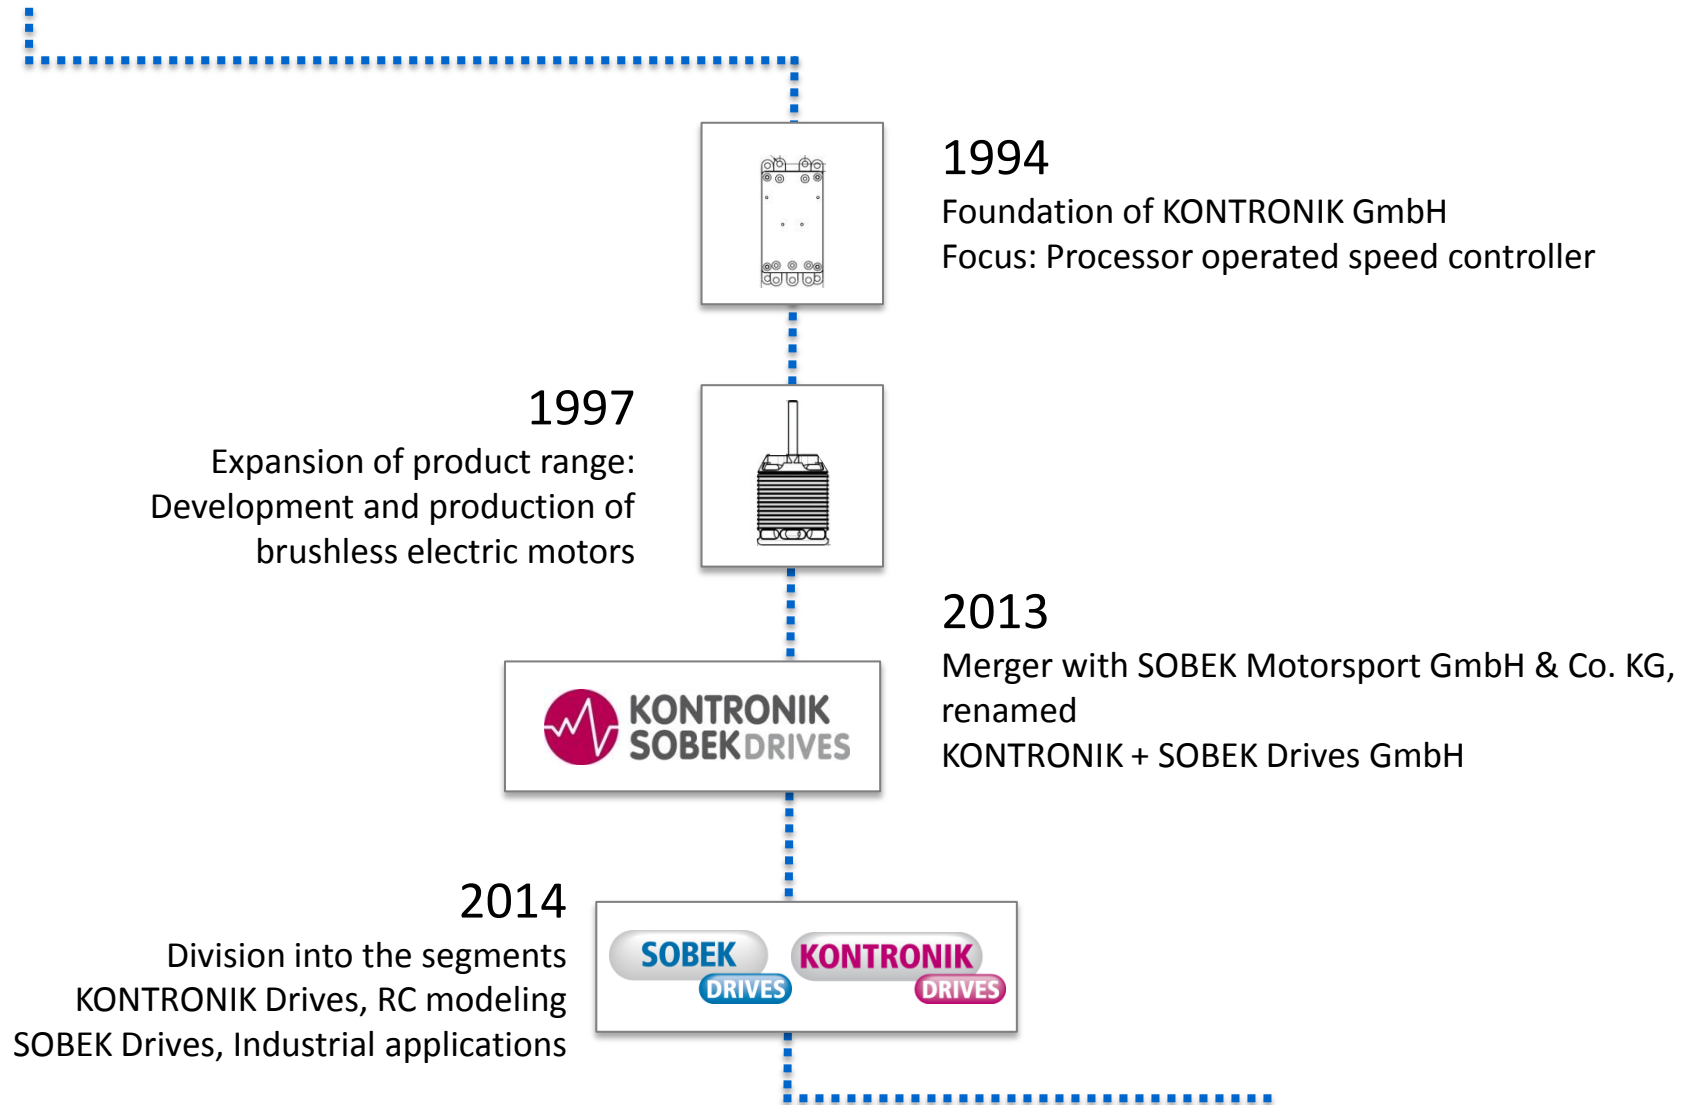 1994
Foundation of KONTRONIK GmbH
Focus: Processor operated speed controller
1997
Expansion of product range:
Development and production of
brushless electric motors
2013
Merger with SOBEK Motorsport GmbH & Co. KG,
renamed
KONTRONIK + SOBEK Drives GmbH
KONTRONIK
SOBEK DRIVES
2014
Division into the segments
KONTRONIK Drives, RC modeling
SOBEK Drives, Industrial applications
SOBEK
DRIVES
KONTRONIK
DRIVES